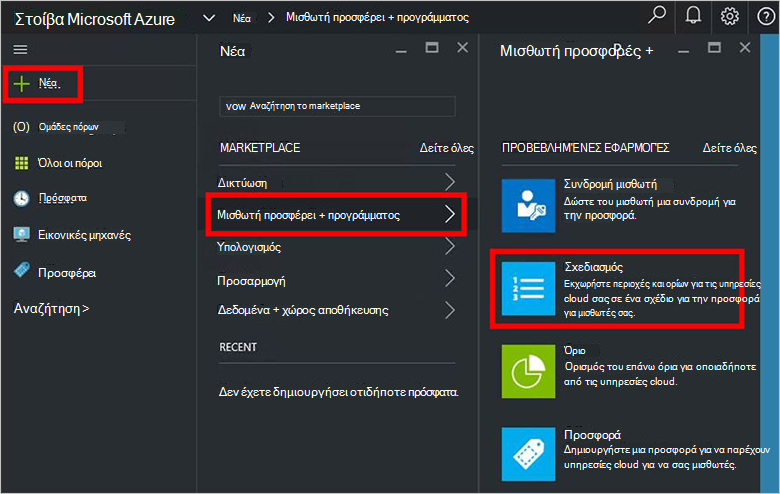 Στοίβα Microsoft Azure
Νέα
Μισθωτή προσφέρει + προγράμματος
Νέα
Ομάδες πόρων
Όλοι οι πόροι
Πρόσφατα
Εικονικές μηχανές
Προσφέρει
Αναζήτηση >
Νέα
vow Αναζήτηση το marketplace
MARKETPLACE
Δείτε όλες
Δικτύωση
Μισθωτή προσφέρει + προγράμματος
Υπολογισμός
Προσαρμογή
Δεδομένα + χώρος αποθήκευσης
RECENT
Δεν έχετε δημιουργήσει οτιδήποτε πρόσφατα.
Μισθωτή προσφορές +
ΠΡΟΒΕΒΛΗΜΈΝΕΣ ΕΦΑΡΜΟΓΈΣ
Δείτε όλες
Συνδρομή μισθωτή
Δώστε του μισθωτή μια συνδρομή για
την προσφορά.
Σχεδιασμός
Εκχωρήστε περιοχές και ορίων για τις υπηρεσίες
cloud σας σε ένα σχέδιο για την προσφορά
για μισθωτές σας.
Όριο
Ορισμός του επάνω όρια για οποιαδήποτε
από τις υπηρεσίες cloud.
Προσφορά
Δημιουργήστε μια προσφορά για να παρέχουν
υπηρεσίες cloud για να σας μισθωτές.